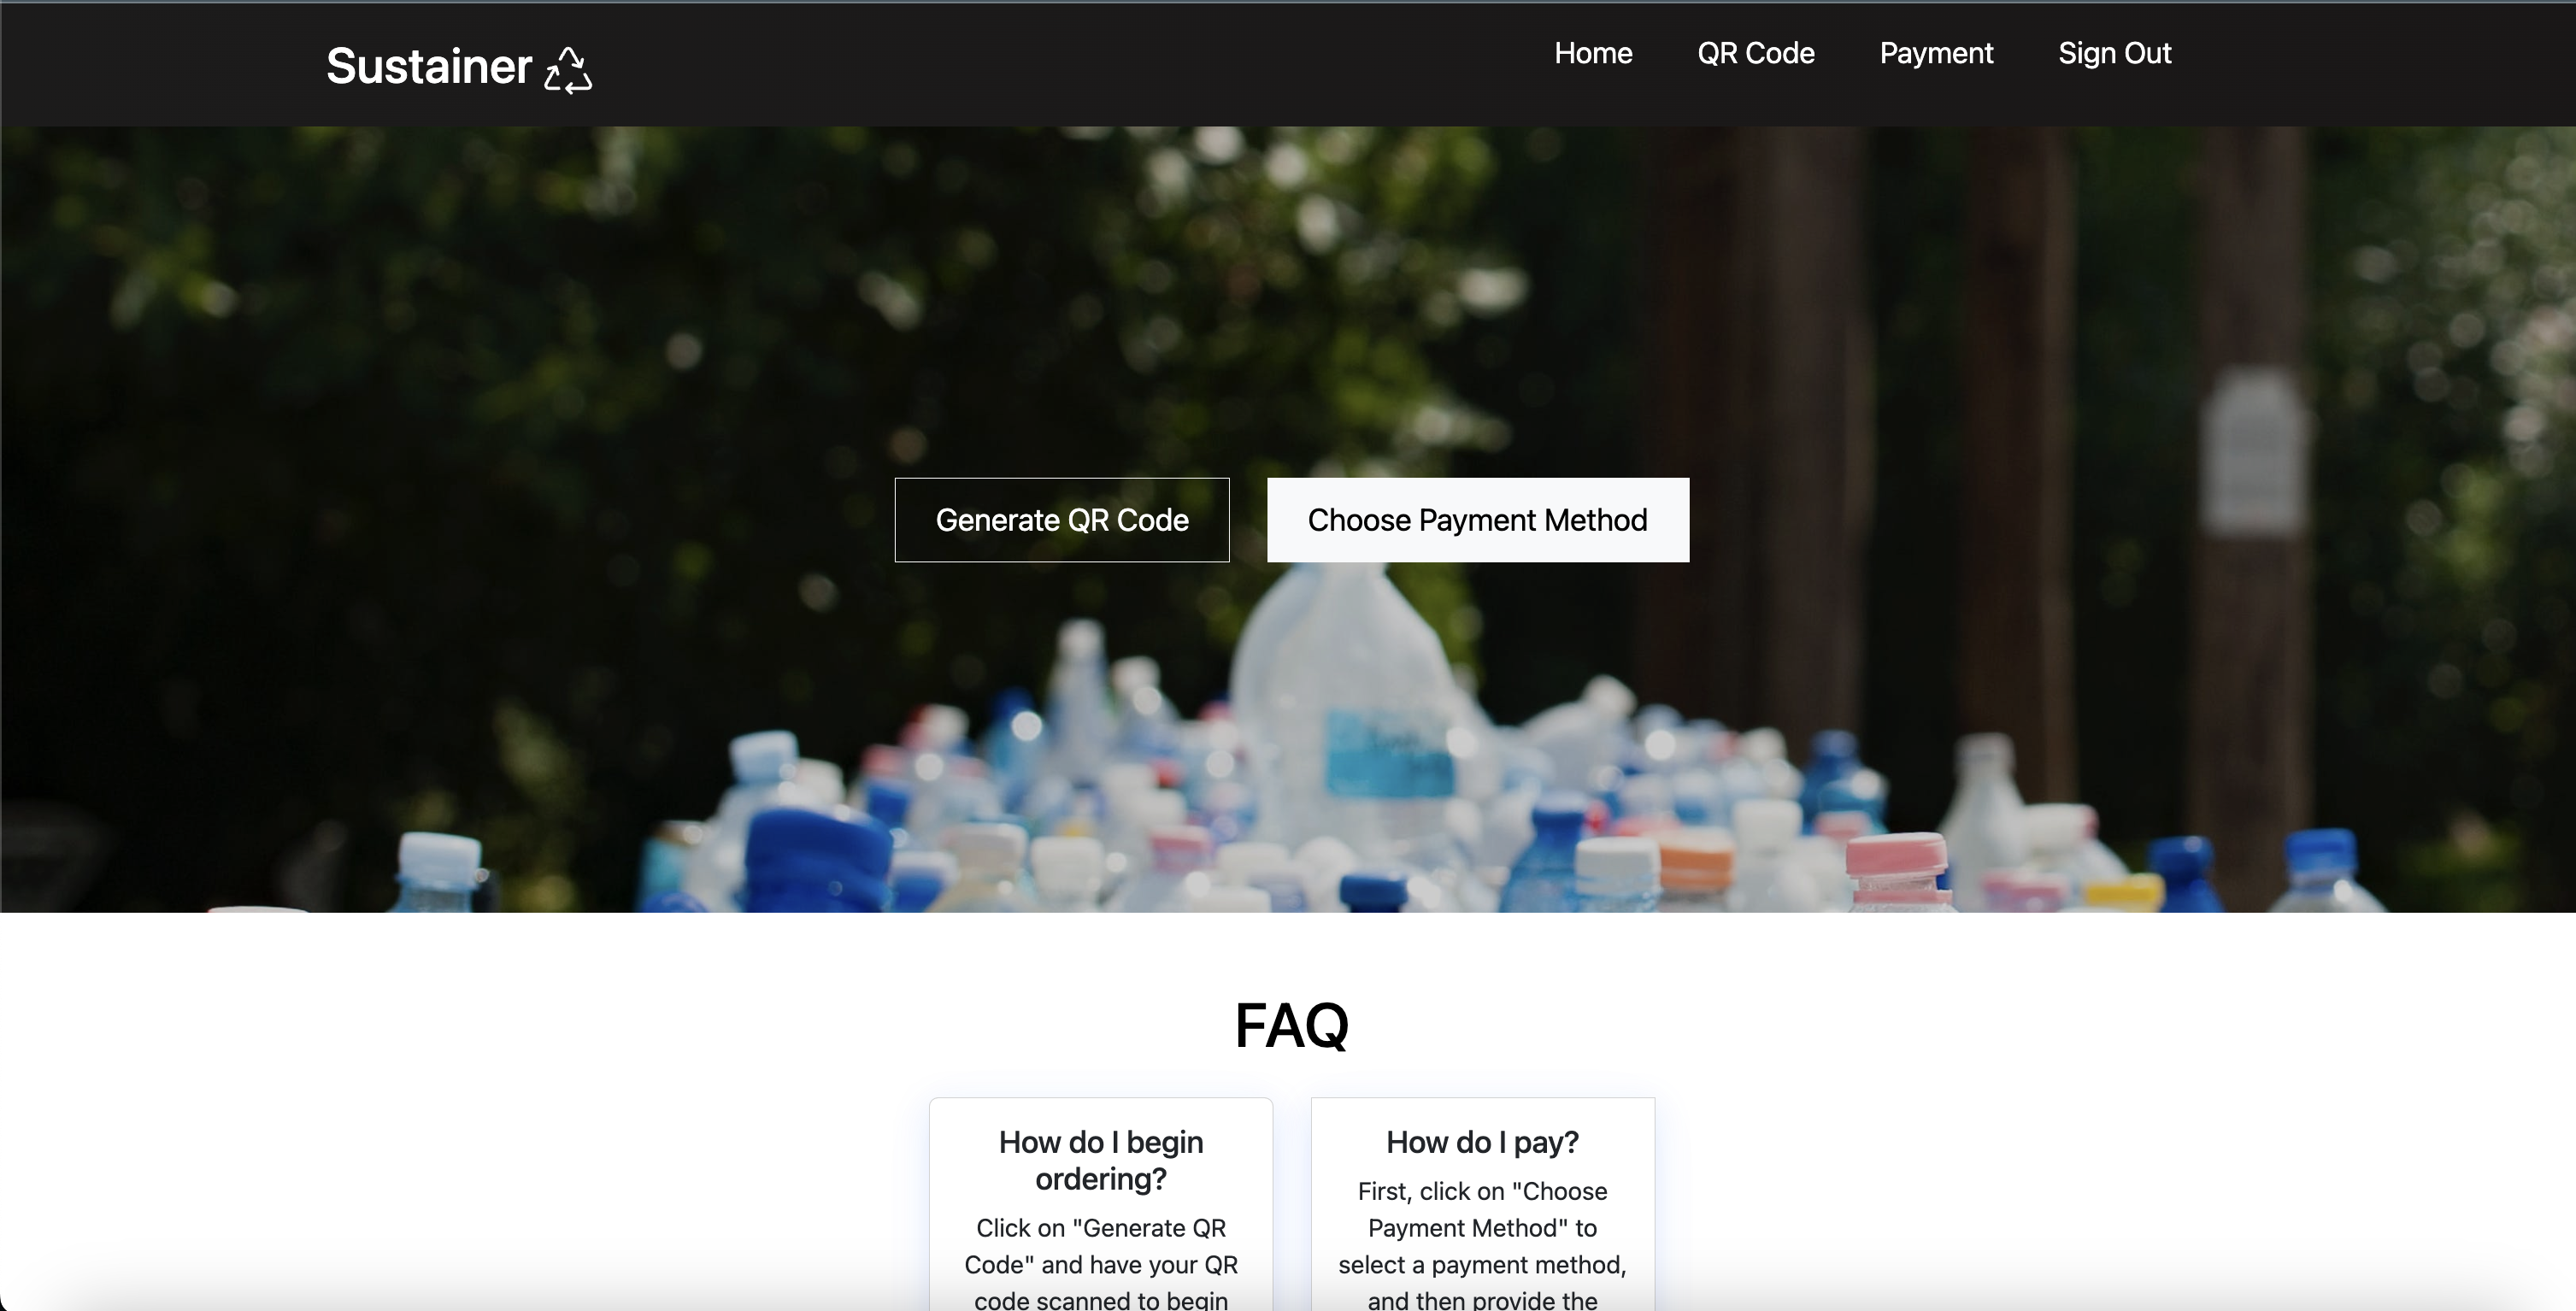 Sustainer
Home QR Code Payment Sign Out
Generate QR Code
Choose Payment Method
FAQ
How do I begin
ordering?
Click on "Generate QR
Code" and have your QR
code scanned to begin
How do I pay?
First, click on "Choose
Payment Method" to
select a payment method,
and then provide the